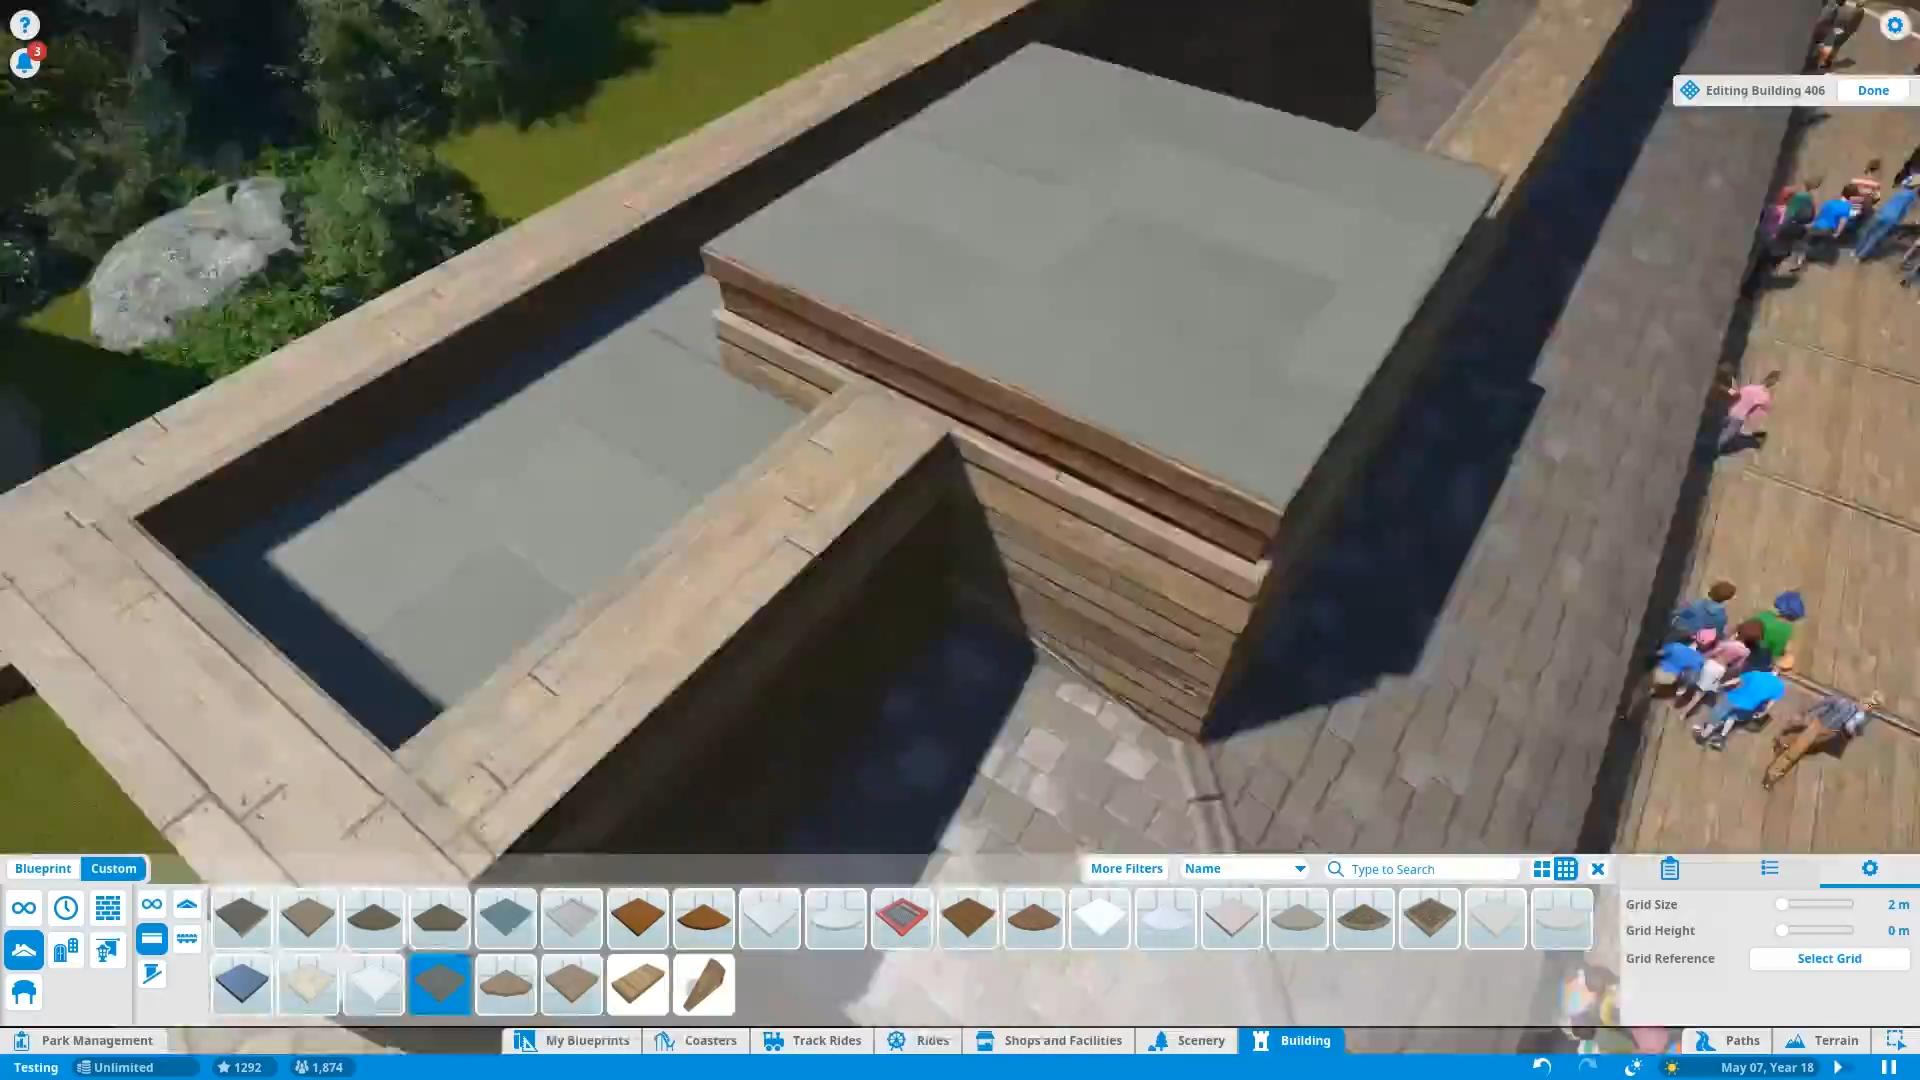 ?
3
Editing Building 406
Done
Blueprint
Custom
More Filters
Name
Type to Search
Grid Size
2 m
Grid Height
0 m
Grid Reference
Select Grid
Park Management
My Blueprints
Coasters
Track Rides
Rides
Shops and Facilities
Scenery
Building
Paths
Terrain
Testing
Unlimited
1292
1,874
May 07, Year 18